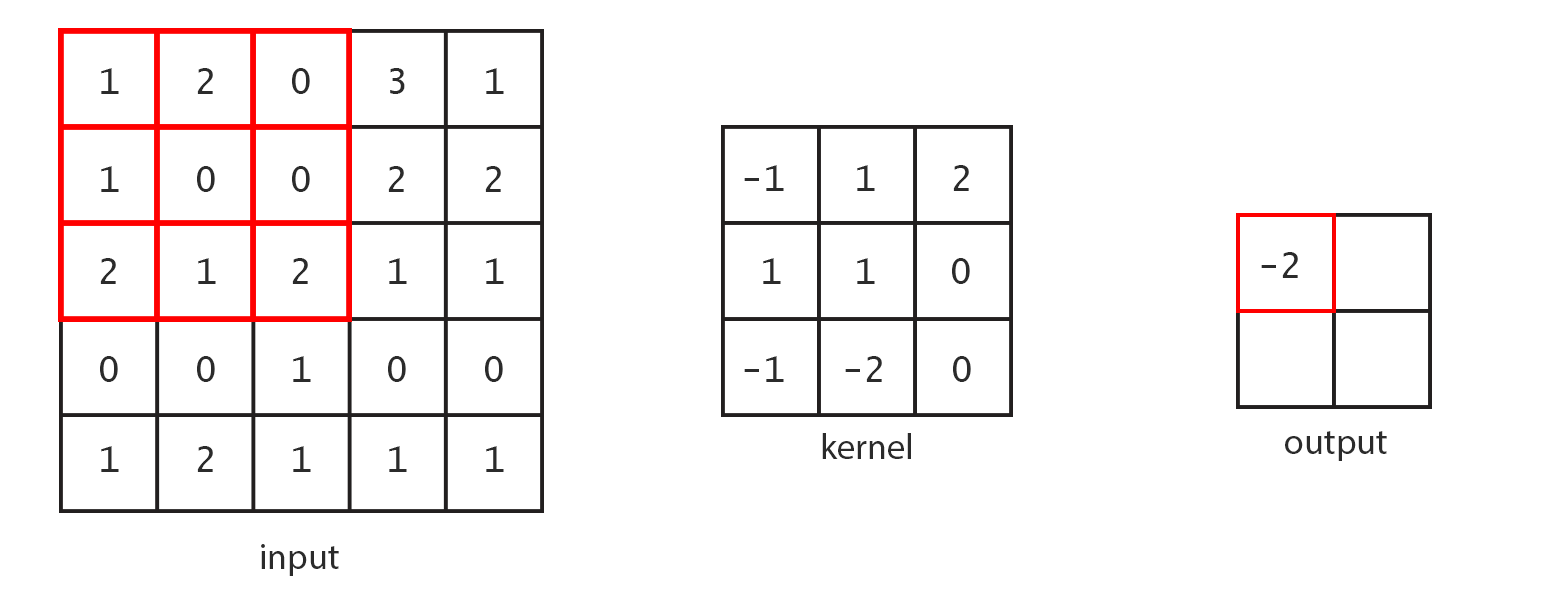 1 2 0 3 1
1 0 0 2 2
2 1 2 1 1
0 0 1 0 0
1 2 1 1 1
input
-1 1 2
1 1 0
-1 -2 0
kernel
-2
output